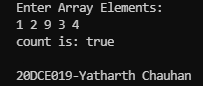 Enter Array Elements:
1 2 9 3 4
count is: true
20DCE019-Yatharth Chauhan